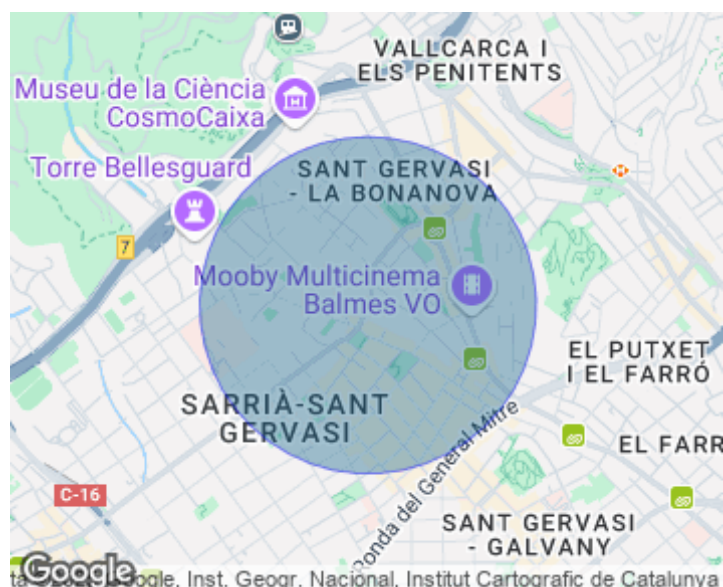 VALLCARCA I
ELS PENITENTS
Museu de la Ciència
CosmoCaixa
Torre Bellesguard
SANT GERVASI
- LA BONANOVA
7
Mooby Multicinema
Balmes VO
EL PUTXET
I EL FARRÓ
SARRIÀ-SANT
GERVASI
Ronda del General Mitre
EL FARR
C-16
SANT GERVASI
- GALVANY
Google
Google, Inst. Geogr. Nacional, Institut Cartogràfic de Catalunya